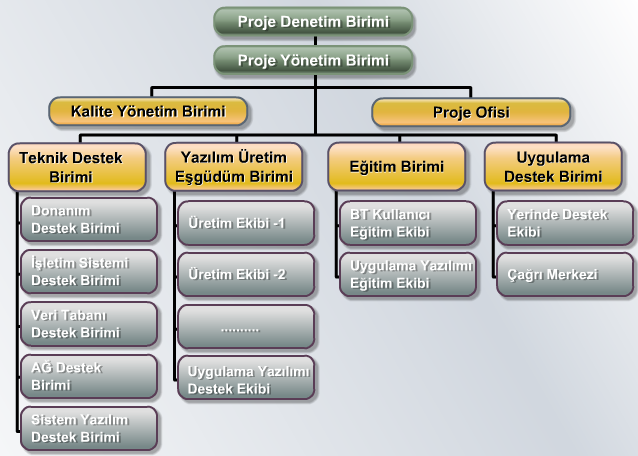 Proje Denetim Birimi
Proje Yönetim Birimi
Kalite Yönetim Birimi
Proje Ofisi
Teknik Destek
Birimi
Yazılım Üretim
Eşgüdüm Birimi
Eğitim Birimi
Uygulama
Destek Birimi
Donanım
Destek Birimi
İşletim Sistemi
Destek Birimi
Veri Tabanı
Destek Birimi
AĞ Destek
Birimi
Sistem Yazılım
Destek Birimi
Üretim Ekibi -1
Üretim Ekibi -2
..........
Uygulama Yazılımı
Destek Ekibi
BT Kullanıcı
Eğitim Ekibi
Uygulama Yazılımı
Eğitim Ekibi
Yerinde Destek
Ekibi
Çağrı Merkezi